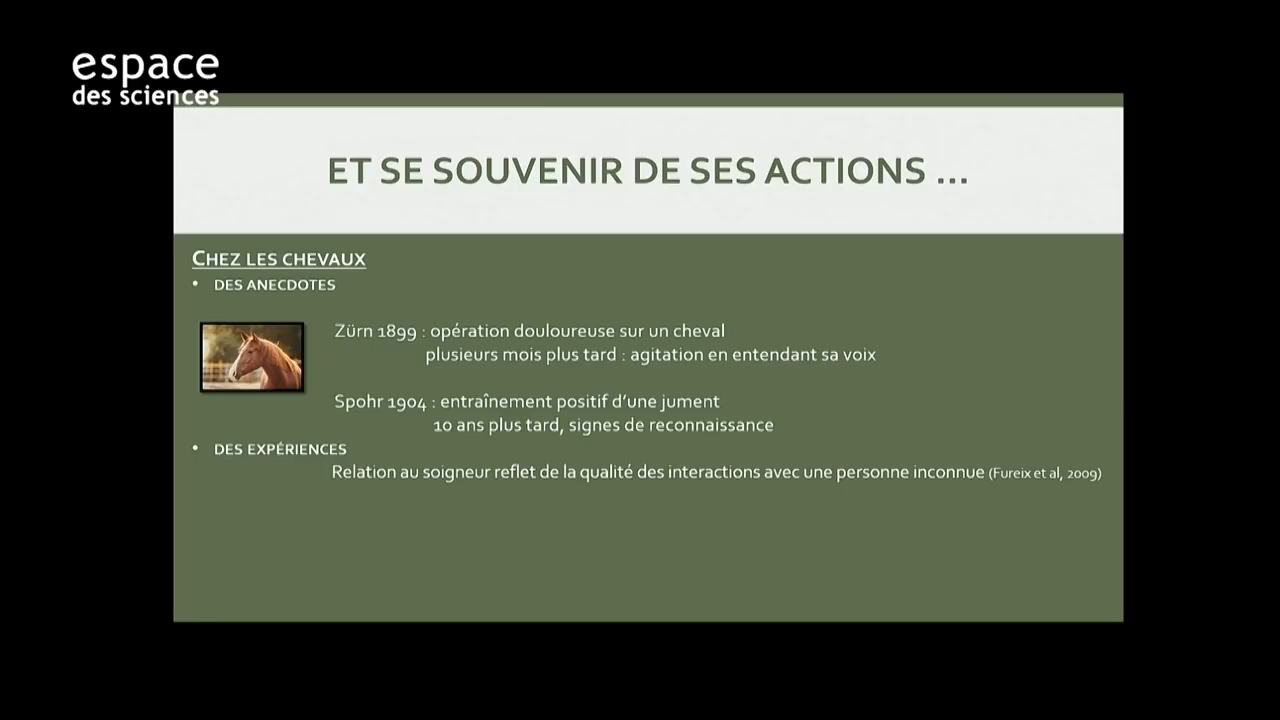 espace
des sciences
ET SE SOUVENIR DE SES ACTIONS ...
CHEZ LES CHEVAUX
• DES ANECDOTES
Zürn 1899 : opération douloureuse sur un cheval
plusieurs mois plus tard : agitation en entendant sa voix
Spohr 1904 : entraînement positif d’une jument
10 ans plus tard, signes de reconnaissance
• DES EXPÉRIENCES
Relation au soigneur reflet de la qualité des interactions avec une personne inconnue (Fureix et al, 2009)